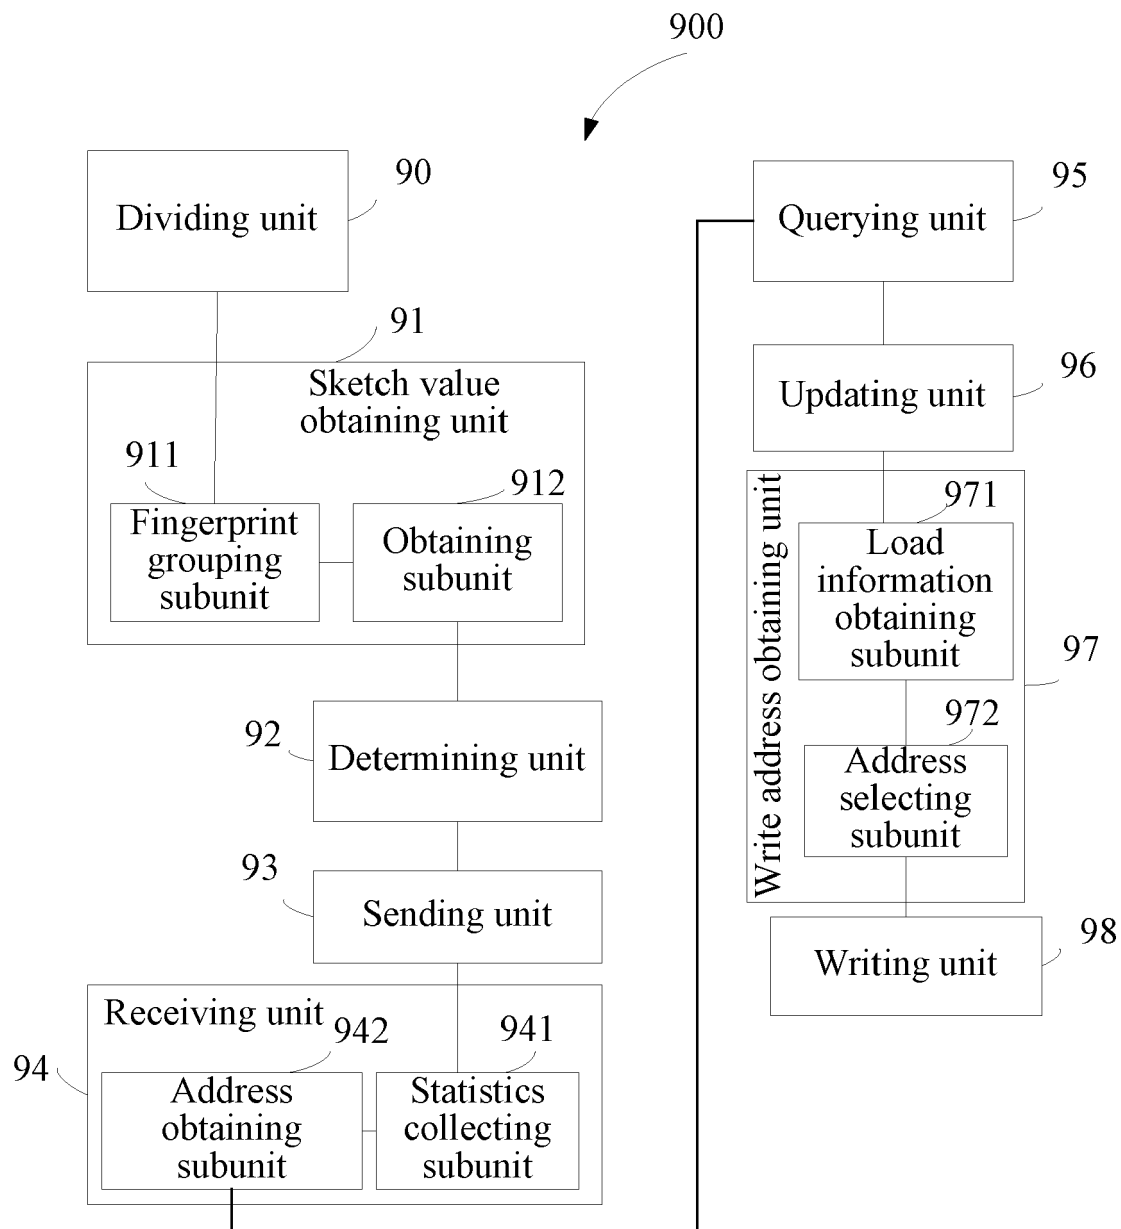 900
90
Dividing unit
91
Sketch value
obtaining unit
911
912
Fingerprint
grouping
subunit
Obtaining
subunit
92
Determining unit
93
Sending unit
Receiving unit
942
941
94
Address
obtaining
subunit
Statistics
collecting
subunit
95
Querying unit
96
Updating unit
Write address obtaining unit
971
Load
information
obtaining
subunit
97
972
Address
selecting
subunit
98
Writing unit